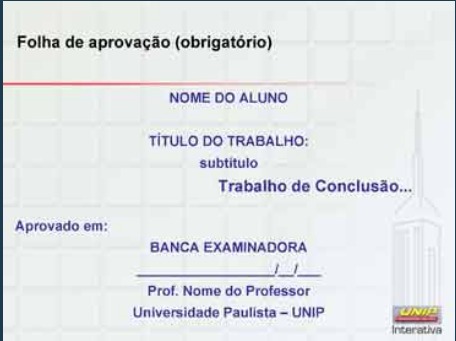 Folha de aprovação (obrigatório)
NOME DO ALUNO
TÍTULO DO TRABALHO:
subtítulo
Trabalho de Conclusão...
Aprovado em:
BANCA EXAMINADORA
____________________/__/___
Prof. Nome do Professor
Universidade Paulista – UNIP
UNIP
Interativa